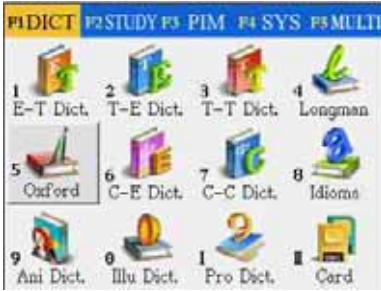 F1DICT F2STUDY F3 PIM F4 SYS F5MULTI
1 2 3 4
E-T Dict. T-E Dict. T-T Dict. Longman
5 6 7 8
Oxford C-E Dict. C-C Dict. Idioms
9 0
Ani Dict. Illu Dict. Pro Dict. Card